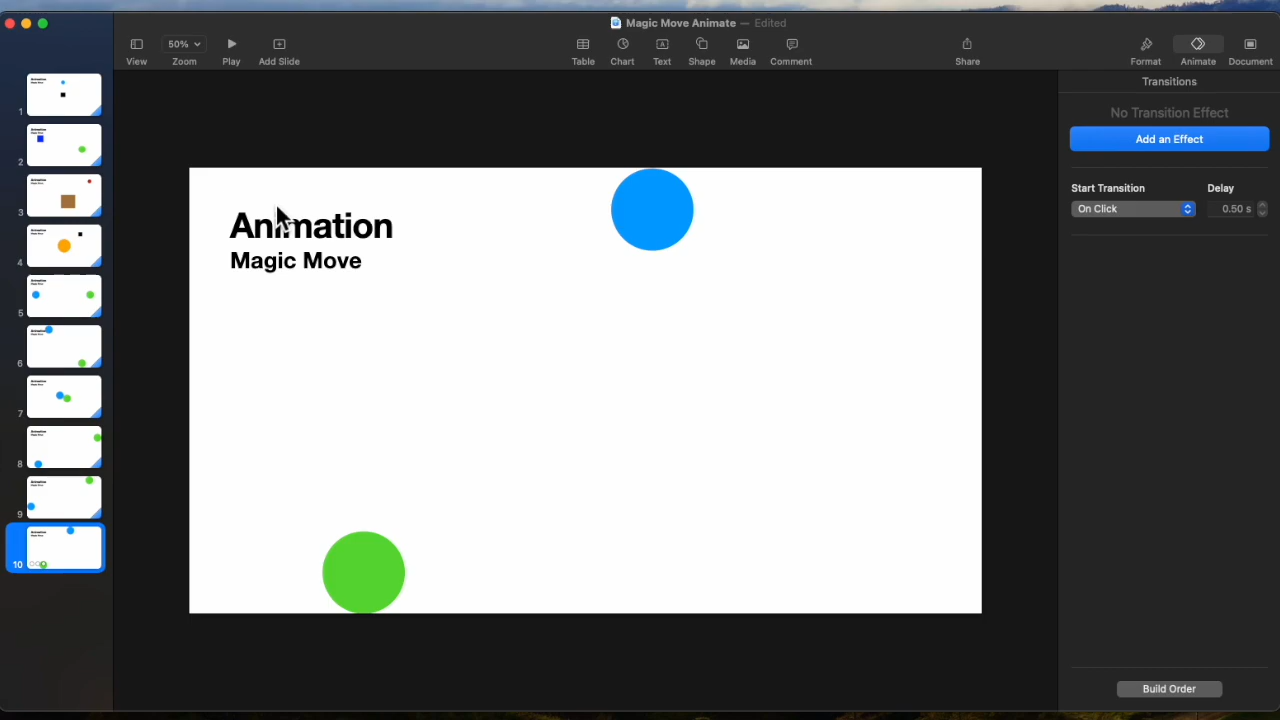 Magic Move Animate — Edited
50%
View Zoom Play Add Slide Table Chart Text Shape Media Comment Share Format Animate Document
Transitions
No Transition Effect
Add an Effect
Start Transition Delay
On Click 0.50 s
Animation
Magic Move
1
2
3
4
5
6
7
8
9
10
Build Order